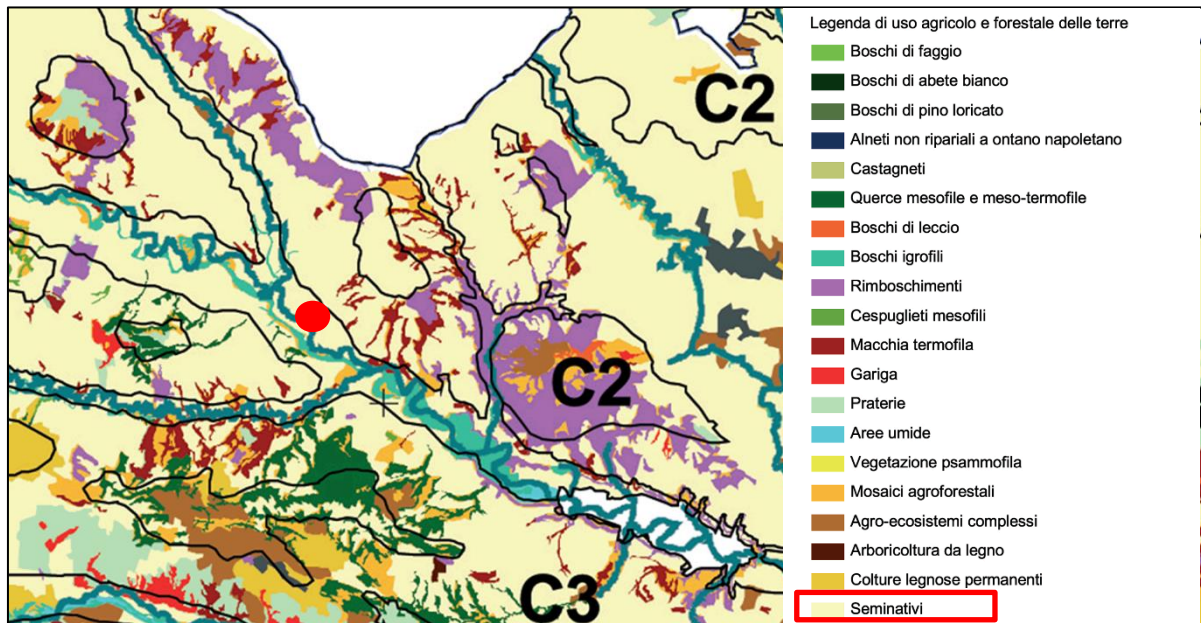 C2
C2
C3
Legenda di uso agricolo e forestale delle terre
Boschi di faggio
Boschi di abete bianco
Boschi di pino loricato
Alneti non ripariali a ontano napoletano
Castagneti
Querce mesofile e meso-termofile
Boschi di leccio
Boschi igrofili
Rimboschimenti
Cespuglieti mesofili
Macchia termofila
Gariga
Praterie
Aree umide
Vegetazione psammofila
Mosaici agroforestali
Agro-ecosistemi complessi
Arboricoltura da legno
Colture legnose permanenti
Seminativi